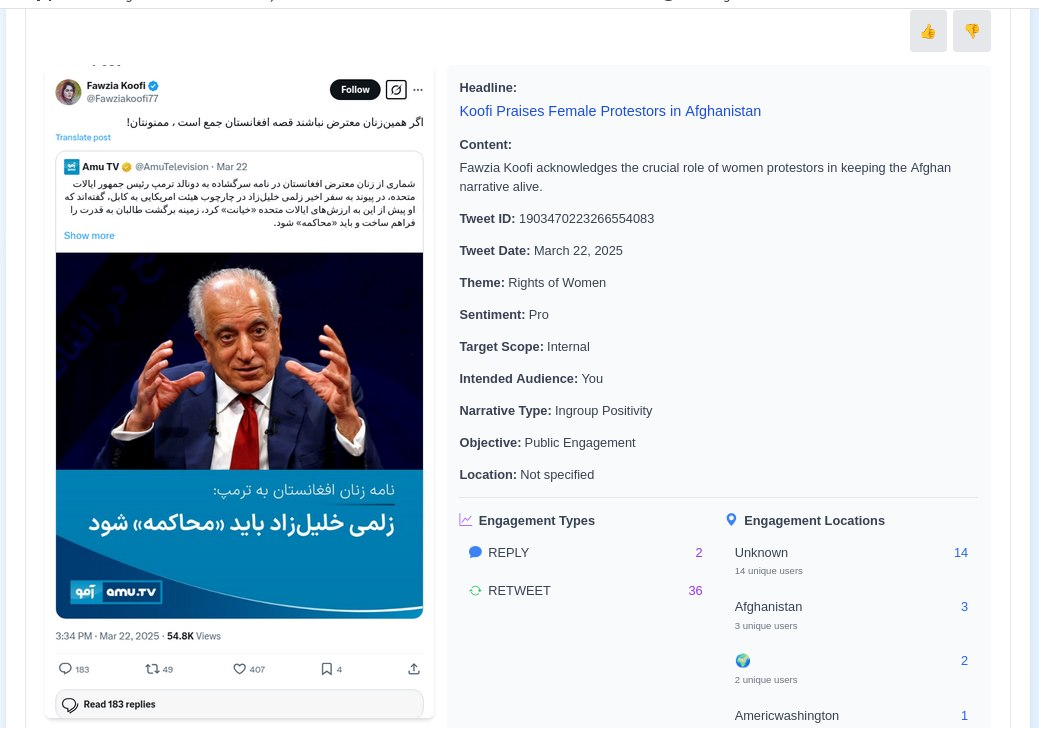 Fawzia Koofi
@Fawziakoofi77
Follow
اگر همین‌زنان معترض نباشند قصه افغانستان جمع است ، ممنونتان!
Translate post
Amu TV @AmuTelevision · Mar 22
شماری از زنان معترض افغانستان در نامه سرگشاده به دونالد ترمپ رئیس جمهور ایالات
متحده، در پیوند به سفر اخیر زلمی خلیل‌زاد در چارچوب هیئت امریکایی به کابل، گفته‌اند که
او پیش از این به ارزش‌های ایالات متحده «خیانت» کرد، زمینه برگشت طالبان به قدرت را
فراهم ساخت و باید «محاکمه» شود.
Show more
نامه زنان افغانستان به ترمپ:
زلمی خلیل‌زاد باید «محاکمه» شود
آمو amu.tv
3:34 PM · Mar 22, 2025 · 54.8K Views
183 49 407 4
Read 183 replies
Headline:
Koofi Praises Female Protestors in Afghanistan
Content:
Fawzia Koofi acknowledges the crucial role of women protestors in keeping the Afghan
narrative alive.
Tweet ID: 1903470223266554083
Tweet Date: March 22, 2025
Theme: Rights of Women
Sentiment: Pro
Target Scope: Internal
Intended Audience: You
Narrative Type: Ingroup Positivity
Objective: Public Engagement
Location: Not specified
Engagement Types
REPLY 2
RETWEET 36
Engagement Locations
Unknown 14
14 unique users
Afghanistan 3
3 unique users
🌍 2
2 unique users
Americwashington 1